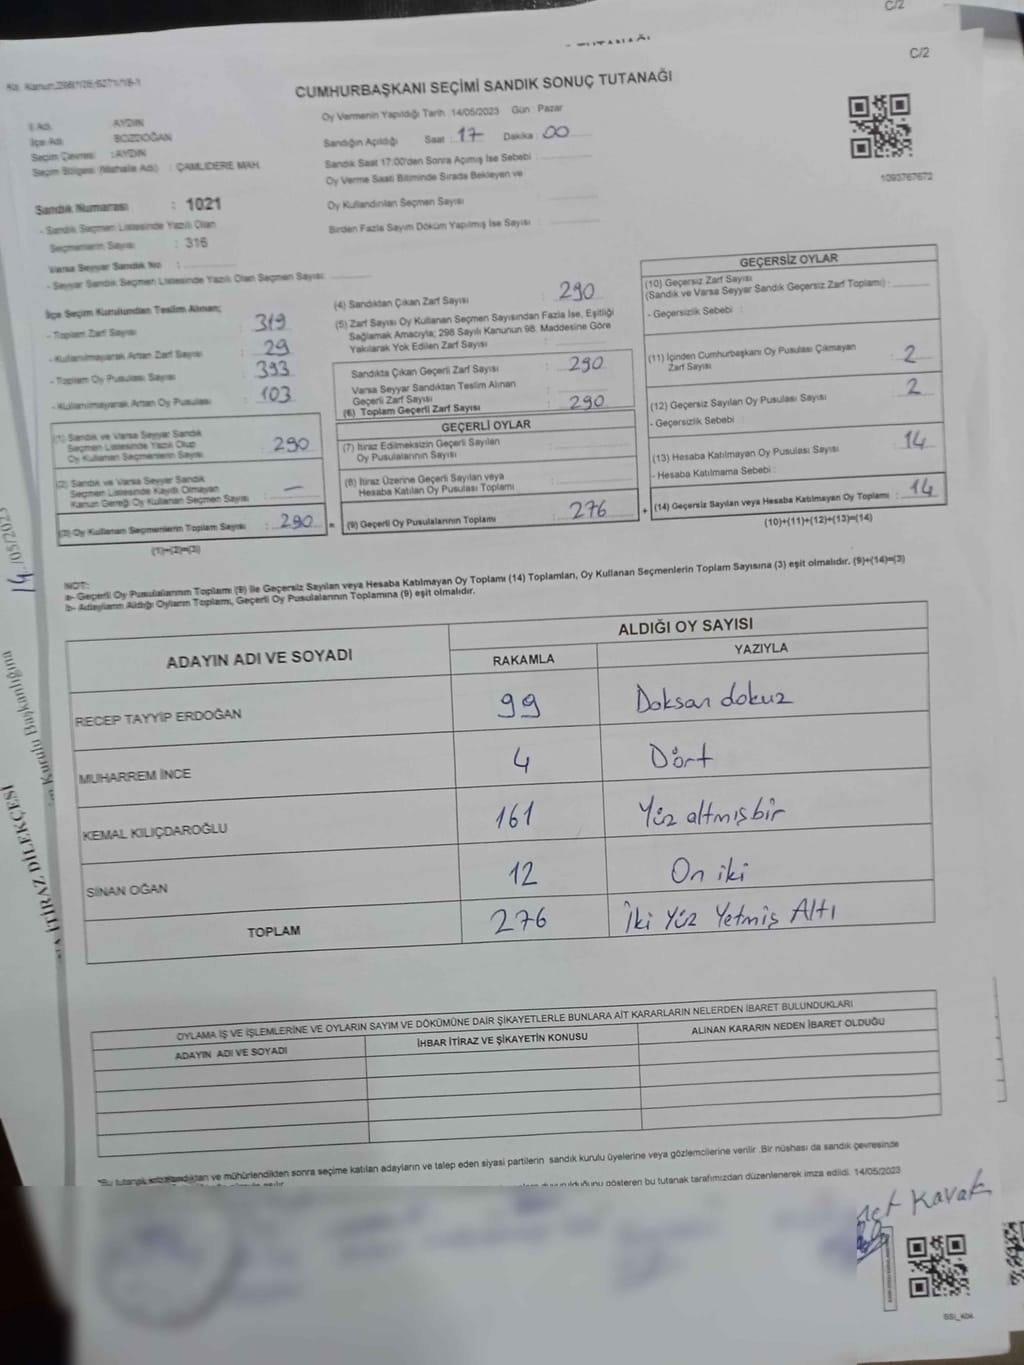 C/2
C/2
CUMHURBAŞKANI SEÇİMİ SANDIK SONUÇ TUTANAĞI
İl Adı : AYDIN
İlçe Adı : BOZDOĞAN
Seçim Çevresi : AYDIN
Seçim Bölgesi (Mahalle Adı) : ÇAMLIDERE MAH.
Oy Vermenin Yapıldığı Tarih 14/05/2023 Gün : Pazar
Sandığın Açıldığı Saat : 17 Dakika : 00
Sandık Saat 17:00'den Sonra Açımış İse Sebebi :
Oy Verme Saati Bitiminde Sırada Bekleyen ve
Oy Kullandırılan Seçmen Sayısı
Birden Fazla Sayım Döküm Yapılmış İse Sayısı :
1093767672
Sandık Numarası : 1021
- Sandık Seçmen Listesinde Yazılı Olan
Seçmenlerin Sayısı : 316
Varsa Seyyar Sandık No :
- Seyyar Sandık Seçmen Listesinde Yazılı Olan Seçmen Sayısı:
İlçe Seçim Kurulundan Teslim Alınan;
- Toplam Zarf Sayısı : 319
- Kullanılmayarak Artan Zarf Sayısı : 29
- Toplam Oy Pusulası Sayısı : 393
- Kullanılmayarak Artan Oy Pusulası : 103
(1) Sandık ve Varsa Seyyar Sandık
Seçmen Listesinde Yazılı Olup
Oy Kullanan Seçmenlerin Sayısı : 290
(2) Sandık ve Varsa Seyyar Sandık
Seçmen Listesinde Kayıtlı Olmayan
Kanun Gereği Oy Kullanan Seçmen Sayısı : —
(3) Oy Kullanan Seçmenlerin Toplam Sayısı : 290 =
(1)+(2)=(3)
(4) Sandıktan Çıkan Zarf Sayısı : 290
(5) Zarf Sayısı Oy Kullanan Seçmen Sayısından Fazla İse, Eşitliği
Sağlamak Amacıyla; 298 Sayılı Kanunun 98. Maddesine Göre
Yakılarak Yok Edilen Zarf Sayısı :
Sandıkta Çıkan Geçerli Zarf Sayısı : 290
Varsa Seyyar Sandıktan Teslim Alınan
Geçerli Zarf Sayısı :
(6) Toplam Geçerli Zarf Sayısı : 290
GEÇERLİ OYLAR
(7) İtiraz Edilmeksizin Geçerli Sayılan
Oy Pusulalarının Sayısı :
(8) İtiraz Üzerine Geçerli Sayılan veya
Hesaba Katılan Oy Pusulası Toplamı :
(9) Geçerli Oy Pusulalarının Toplamı : 276 +
GEÇERSİZ OYLAR
(10) Geçersiz Zarf Sayısı
(Sandık ve Varsa Seyyar Sandık Geçersiz Zarf Toplamı) :
- Geçersizlik Sebebi :
(11) İçinden Cumhurbaşkanı Oy Pusulası Çıkmayan
Zarf Sayısı : 2
(12) Geçersiz Sayılan Oy Pusulası Sayısı : 2
- Geçersizlik Sebebi :
(13) Hesaba Katılmayan Oy Pusulası Sayısı : 14
- Hesaba Katılmama Sebebi :
(14) Geçersiz Sayılan veya Hesaba Katılmayan Oy Toplamı : 14
(10)+(11)+(12)+(13)=(14)
NOT:
a- Geçerli Oy Pusulalarının Toplamı (9) ile Geçersiz Sayılan veya Hesaba Katılmayan Oy Toplamı (14) Toplamları, Oy Kullanan Seçmenlerin Toplam Sayısına (3) eşit olmalıdır. (9)+(14)=(3)
b- Adayların Aldığı Oyların Toplamı, Geçerli Oy Pusulalarının Toplamına (9) eşit olmalıdır.
ADAYIN ADI VE SOYADI
ALDIĞI OY SAYISI
RAKAMLA YAZIYLA
RECEP TAYYİP ERDOĞAN 99 Doksan dokuz
MUHARREM İNCE 4 Dört
KEMAL KILIÇDAROĞLU 161 Yüz altmışbir
SİNAN OĞAN 12 On iki
TOPLAM 276 İki Yüz Yetmiş Altı
OYLAMA İŞ VE İŞLEMLERİNE VE OYLARIN SAYIM VE DÖKÜMÜNE DAİR ŞİKAYETLERLE BUNLARA AİT KARARLARIN NELERDEN İBARET BULUNDUKLARI
ADAYIN ADI VE SOYADI İHBAR İTİRAZ VE ŞİKAYETİN KONUSU ALINAN KARARIN NEDEN İBARET OLDUĞU
ve mühürlendikten sonra seçime katılan adayların ve talep eden siyasi partilerin sandık kurulu üyelerine veya gözlemcilerine verilir .Bir nüshası da sandık çevresinde
gösteren bu tutanak tarafımızdan düzenlenerek imza edildi. 14/05/2023
Kavak
14/05/2023
Kurulu Başkanlığına
İTİRAZ DİLEKÇESİ